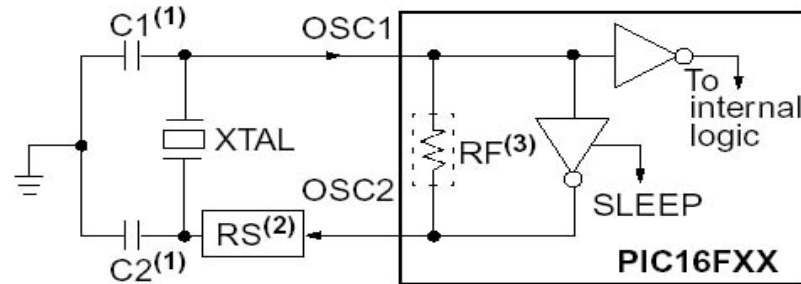 C1(1)
OSC1
To
internal
logic
XTAL
RF(3)
OSC2
SLEEP
RS(2)
C2(1)
PIC16FXX